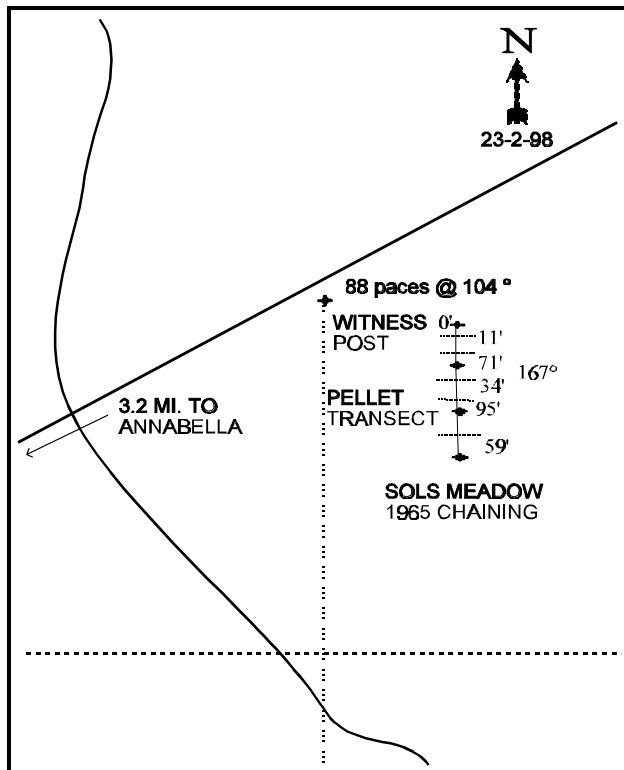 N
23-2-98
88 paces @ 104 °
WITNESS
POST
0'
11'
71'
167°
34'
95'
59'
PELLET
TRANSECT
3.2 MI. TO
ANNABELLA
SOLS MEADOW
1965 CHAINING